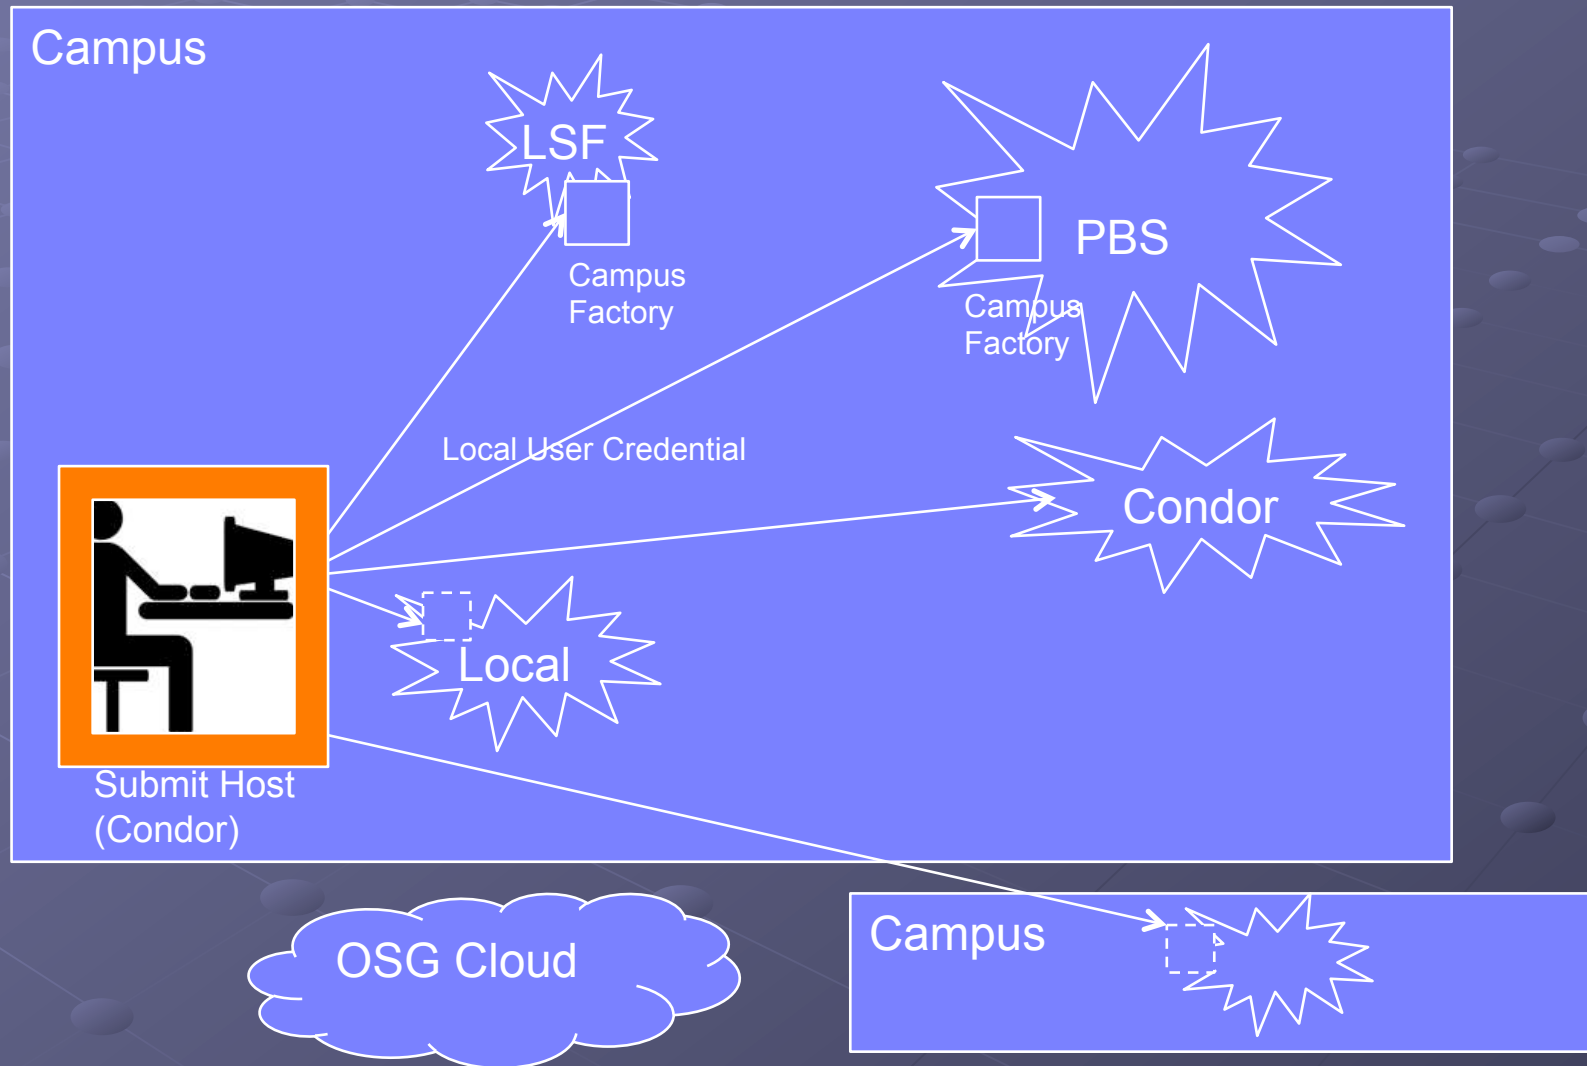 Campus
LSF
Campus
Factory
PBS
Campus
Factory
Local User Credential
Condor
Local
Submit Host
(Condor)
OSG Cloud
Campus